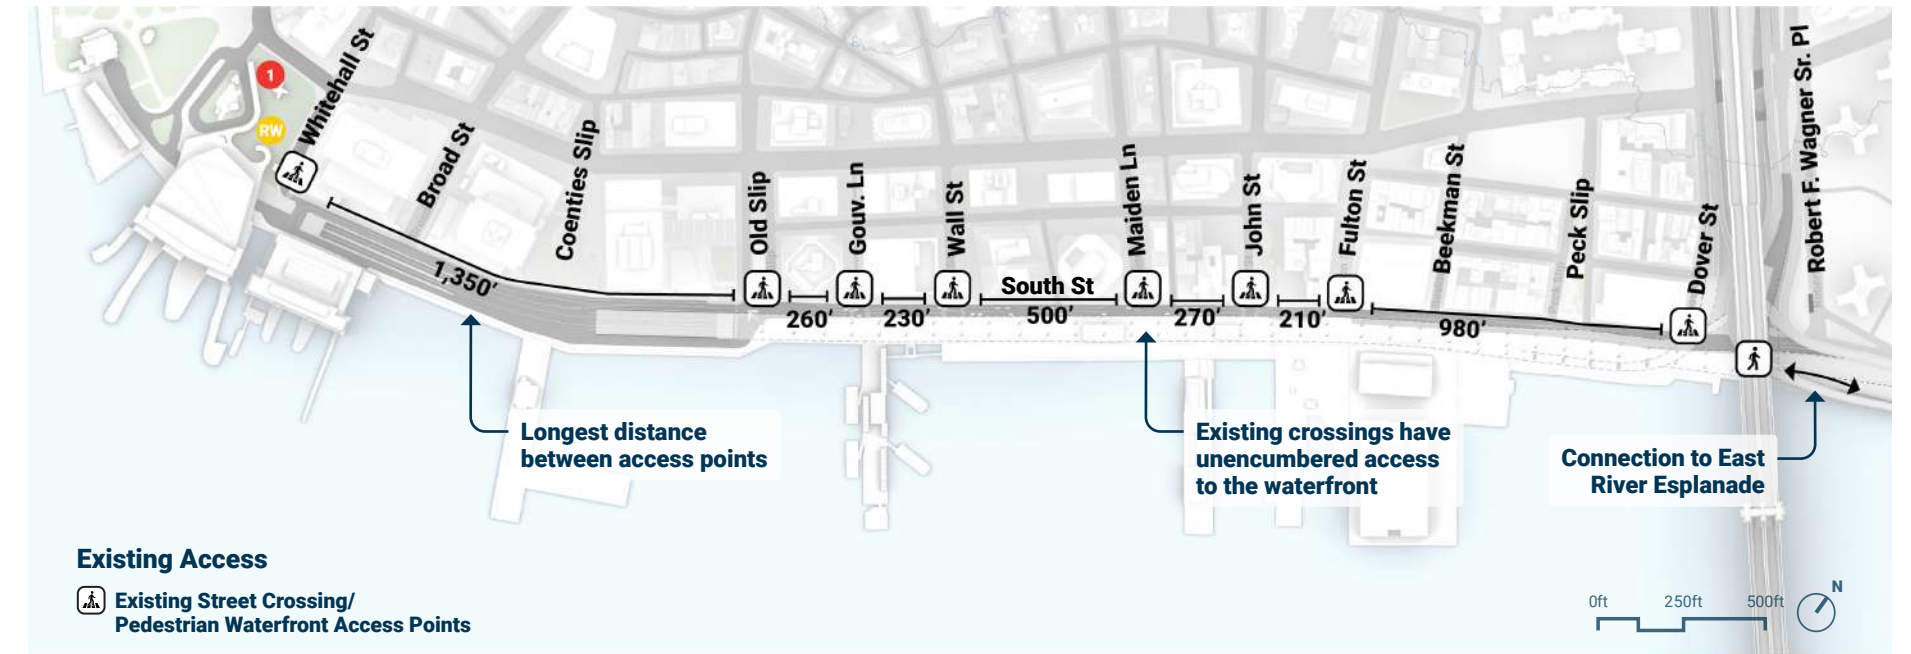 1
RW
Whitehall St
Broad St
Coenties Slip
Old Slip
Gouv. Ln
Wall St
Maiden Ln
John St
Fulton St
Beekman St
Peck Slip
Dover St
Robert F. Wagner Sr. Pl
South St
1,350’
260’
230’
500’
270’
210’
980’
Longest distance
between access points
Existing crossings have
unencumbered access
to the waterfront
Connection to East
River Esplanade
Existing Access
Existing Street Crossing/
Pedestrian Waterfront Access Points
0ft 250ft 500ft
N